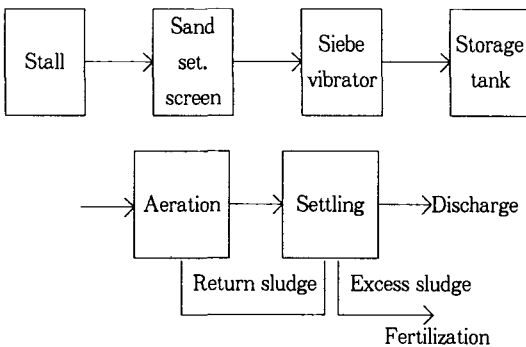 Stall
Sand
set.
screen
Siebe
vibrator
Storage
tank
Aeration
Settling
Discharge
Return sludge
Excess sludge
Fertilization